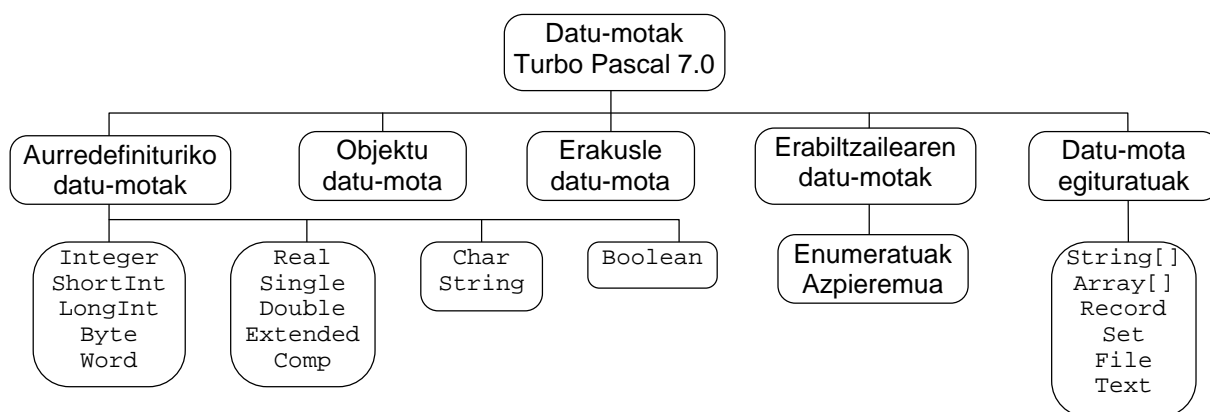 Datu-motak
Turbo Pascal 7.0
Aurredefinituriko
datu-motak
Objektu
datu-mota
Erakusle
datu-mota
Erabiltzailearen
datu-motak
Datu-mota
egituratuak
Integer
ShortInt
LongInt
Byte
Word
Real
Single
Double
Extended
Comp
Char
String
Boolean
Enumeratuak
Azpieremua
String[]
Array[]
Record
Set
File
Text